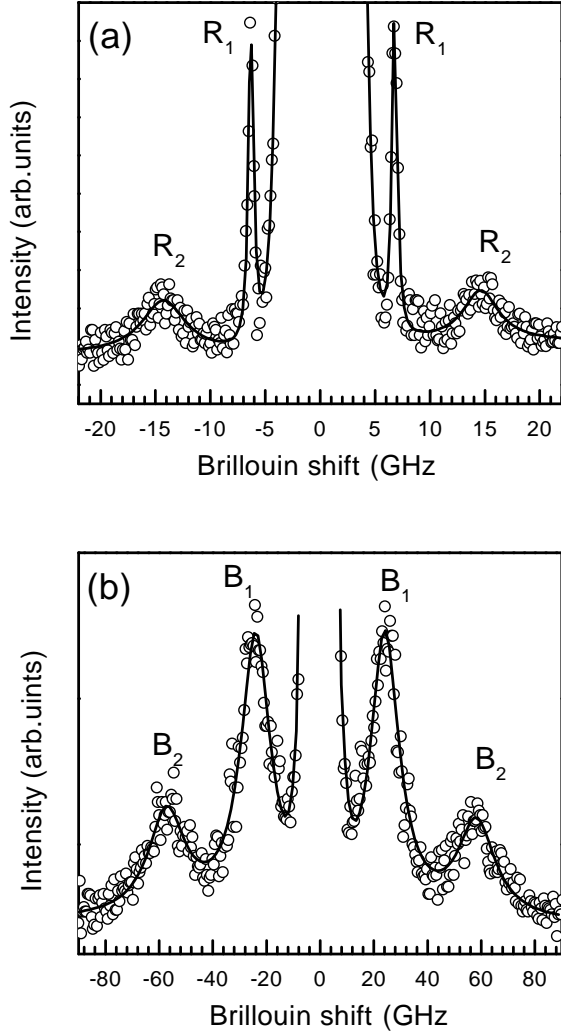 (a)
R1
R1
R2
R2
Intensity (arb.units)
-20 -15 -10 -5 0 5 10 15 20
Brillouin shift (GHz
(b)
B1
B1
B2
B2
Intensity (arb.uints)
-80 -60 -40 -20 0 20 40 60 80
Brillouin shift (GHz